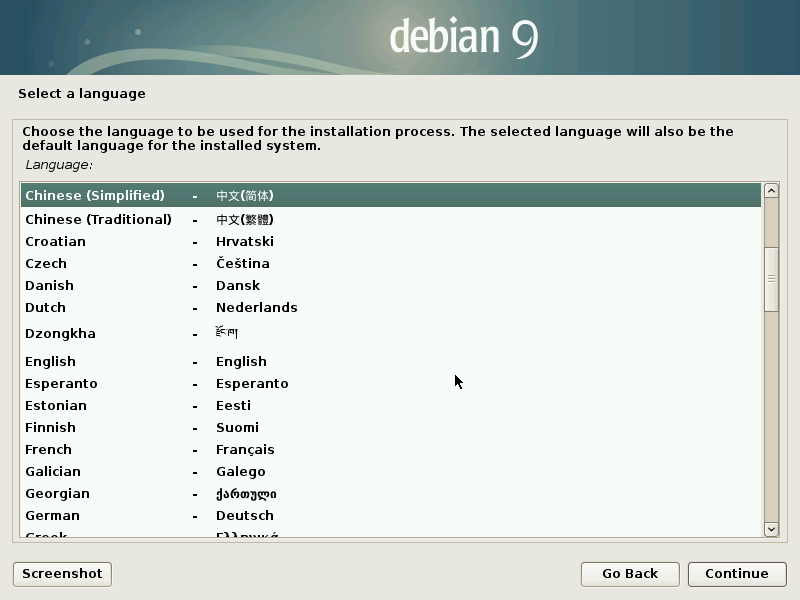 debian 9
Select a language
Choose the language to be used for the installation process. The selected language will also be the
default language for the installed system.
Language:
Chinese (Simplified) - 中文(简体)
Chinese (Traditional) - 中文(繁體)
Croatian - Hrvatski
Czech - Čeština
Danish - Dansk
Dutch - Nederlands
Dzongkha - རྫོང་ཁ།
English - English
Esperanto - Esperanto
Estonian - Eesti
Finnish - Suomi
French - Français
Galician - Galego
Georgian - ქართული
German - Deutsch
Greek - Ελληνικά
Screenshot Go Back Continue